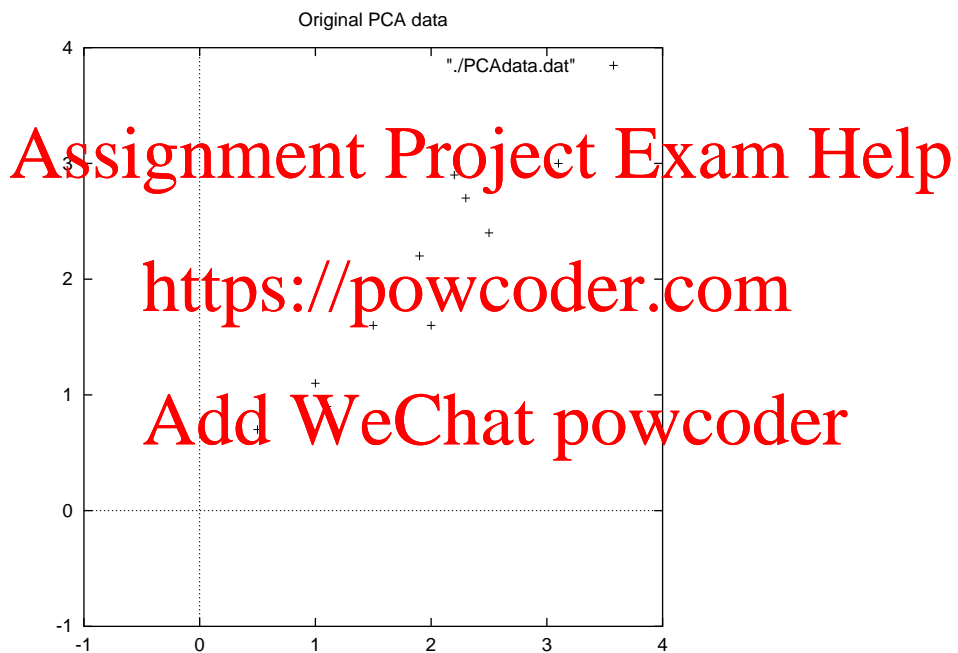 Original PCA data
4
"./PCAdata.dat"
Assignment Project Exam Help
3
https://powcoder.com
2
1
Add WeChat powcoder
0
-1
-1 0 1 2 3 4